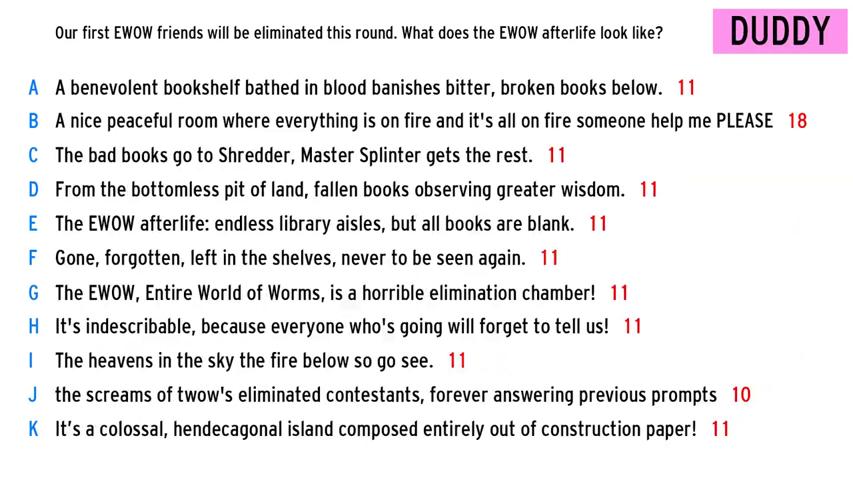 Our first EWOW friends will be eliminated this round. What does the EWOW afterlife look like?
DUDDY
A A benevolent bookshelf bathed in blood banishes bitter, broken books below. 11
B A nice peaceful room where everything is on fire and it's all on fire someone help me PLEASE 18
C The bad books go to Shredder, Master Splinter gets the rest. 11
D From the bottomless pit of land, fallen books observing greater wisdom. 11
E The EWOW afterlife: endless library aisles, but all books are blank. 11
F Gone, forgotten, left in the shelves, never to be seen again. 11
G The EWOW, Entire World of Worms, is a horrible elimination chamber! 11
H It's indescribable, because everyone who's going will forget to tell us! 11
I The heavens in the sky the fire below so go see. 11
J the screams of twow's eliminated contestants, forever answering previous prompts 10
K It’s a colossal, hendecagonal island composed entirely out of construction paper! 11